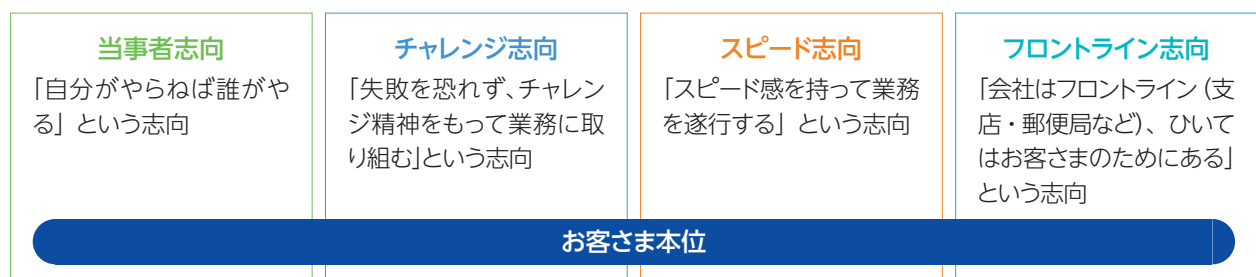 当事者志向
「自分がやらねば誰がや
る」という志向
チャレンジ志向
「失敗を恐れず、チャレン
ジ精神をもって業務に取
り組む」という志向
スピード志向
「スピード感を持って業務
を遂行する」という志向
フロントライン志向
「会社はフロントライン（支
店・郵便局など）、ひいて
はお客さまのためにある」
という志向
お客さま本位